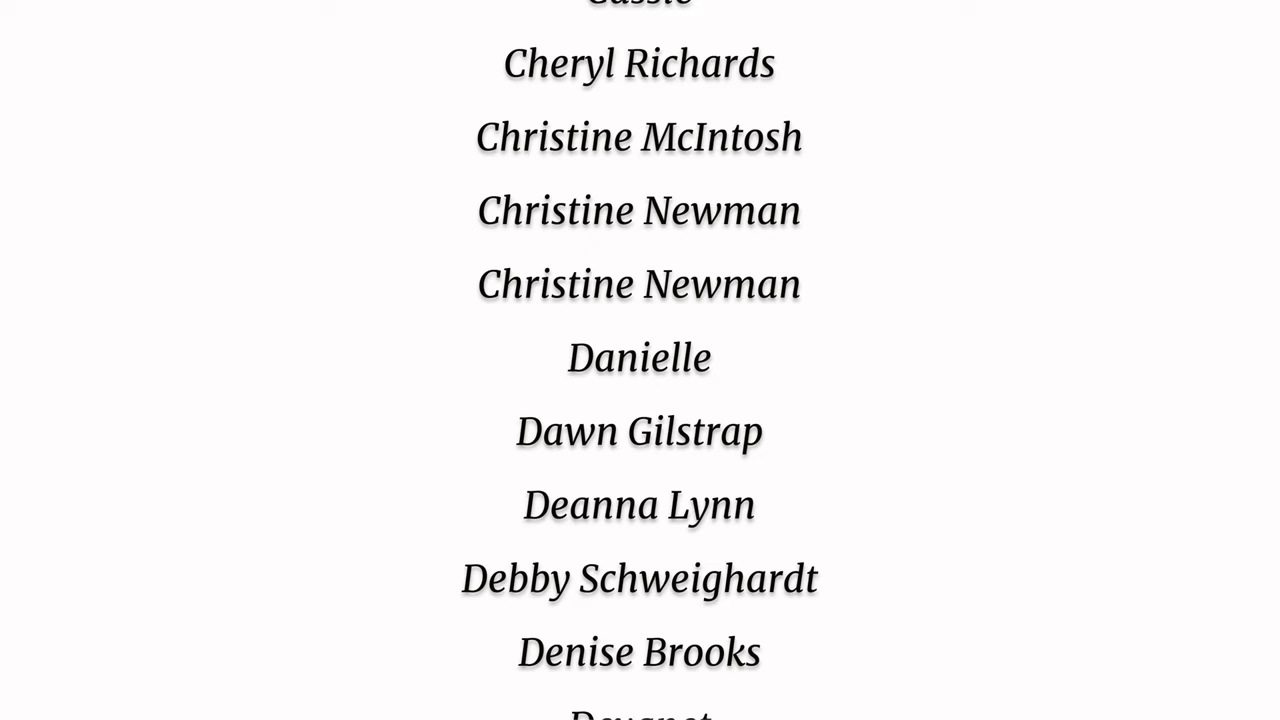 Cheryl Richards
Christine McIntosh
Christine Newman
Christine Newman
Danielle
Dawn Gilstrap
Deanna Lynn
Debby Schweighardt
Denise Brooks